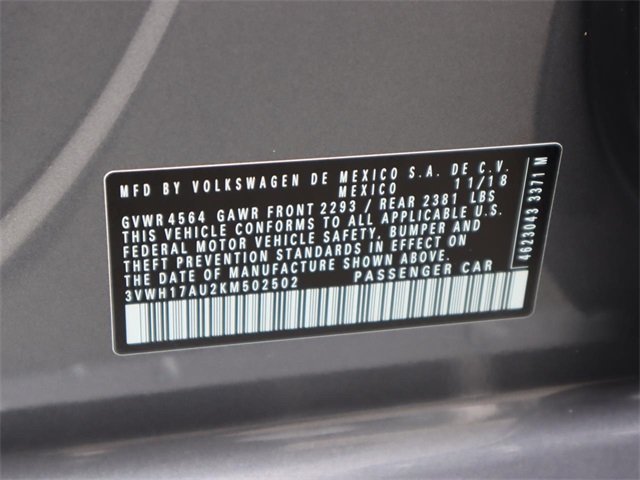 MFD BY VOLKSWAGEN DE MEXICO S.A. DE C.V.
MEXICO 11/18
GVWR 4564 GAWR FRONT 2293 / REAR 2381 LBS
THIS VEHICLE CONFORMS TO ALL APPLICABLE U.S.
FEDERAL MOTOR VEHICLE SAFETY, BUMPER AND
THEFT PREVENTION STANDARDS IN EFFECT ON
THE DATE OF MANUFACTURE SHOWN ABOVE.
3VWH17AU2KM502502 PASSENGER CAR
4623043 3371 M